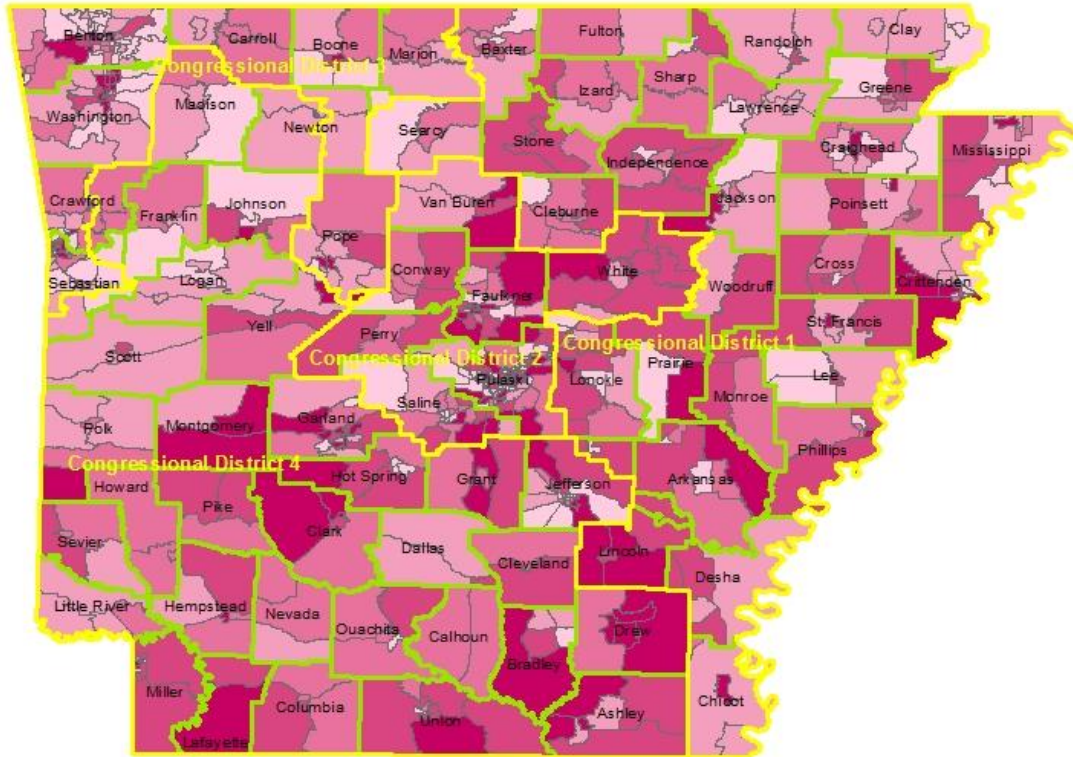 Benton
Carroll
Boone
Marion
Baxter
Fulton
Randolph
Clay
Congressional District 3
Sharp
Izard
Greene
Washington
Madison
Newton
Searcy
Lawrence
Stone
Independence
Craighead
Mississippi
Crawford
Franklin
Johnson
Van Buren
Cleburne
Jackson
Poinsett
Pope
Conway
White
Cross
Crittenden
Sebastian
Logan
Faulkner
Woodruff
Yell
Perry
St. Francis
Scott
Congressional District 2
Congressional District 1
Pulaski
Lonoke
Prairie
Lee
Saline
Monroe
Polk
Montgomery
Garland
Phillips
Congressional District 4
Howard
Hot Spring
Grant
Jefferson
Arkansas
Pike
Clark
Sevier
Dallas
Lincoln
Cleveland
Desha
Little River
Hempstead
Nevada
Ouachita
Calhoun
Drew
Bradley
Miller
Columbia
Union
Ashley
Chicot
Lafayette